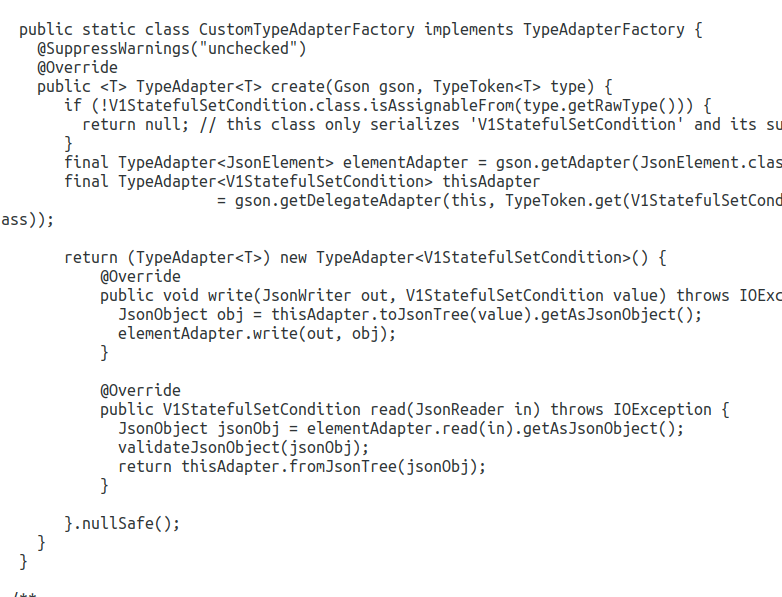 public static class CustomTypeAdapterFactory implements TypeAdapterFactory {
@SuppressWarnings("unchecked")
@Override
public <T> TypeAdapter<T> create(Gson gson, TypeToken<T> type) {
if (!V1StatefulSetCondition.class.isAssignableFrom(type.getRawType())) {
return null; // this class only serializes 'V1StatefulSetCondition' and its su
}
final TypeAdapter<JsonElement> elementAdapter = gson.getAdapter(JsonElement.clas
final TypeAdapter<V1StatefulSetCondition> thisAdapter
= gson.getDelegateAdapter(this, TypeToken.get(V1StatefulSetCond
ass));
return (TypeAdapter<T>) new TypeAdapter<V1StatefulSetCondition>() {
@Override
public void write(JsonWriter out, V1StatefulSetCondition value) throws IOExc
JsonObject obj = thisAdapter.toJsonTree(value).getAsJsonObject();
elementAdapter.write(out, obj);
}
@Override
public V1StatefulSetCondition read(JsonReader in) throws IOException {
JsonObject jsonObj = elementAdapter.read(in).getAsJsonObject();
validateJsonObject(jsonObj);
return thisAdapter.fromJsonTree(jsonObj);
}
}.nullSafe();
}
}
/**